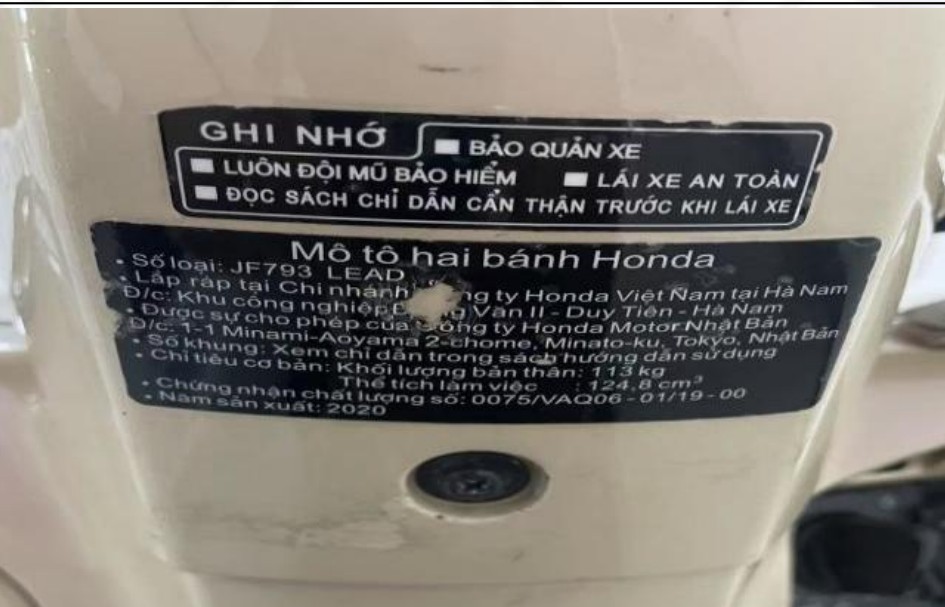 GHI NHỚ
BẢO QUẢN XE
LUÔN ĐỘI MŨ BẢO HIỂM
LÁI XE AN TOÀN
ĐỌC SÁCH CHỈ DẪN CẨN THẬN TRƯỚC KHI LÁI XE
Mô tô hai bánh Honda
• Số loại: JF793 LEAD
• Lắp ráp tại Chi nhánh ty Honda Việt Nam tại Hà Nam
Đ/c: Khu công nghiệp Văn II - Duy Tiên - Hà Nam
• Được sự cho phép của Công ty Honda Motor Nhật Bản
Đ/c: 1-1 Minami-Aoyama 2-chome, Minato-ku, Tokyo, Nhật Bản
• Số khung: Xem chỉ dẫn trong sách hướng dẫn sử dụng
• Chỉ tiêu cơ bản: Khối lượng bản thân : 113 kg
Thể tích làm việc : 124.8 cm³
• Chứng nhận chất lượng số: 0075/VAQ06 - 01/19 - 00
• Năm sản xuất: 2020